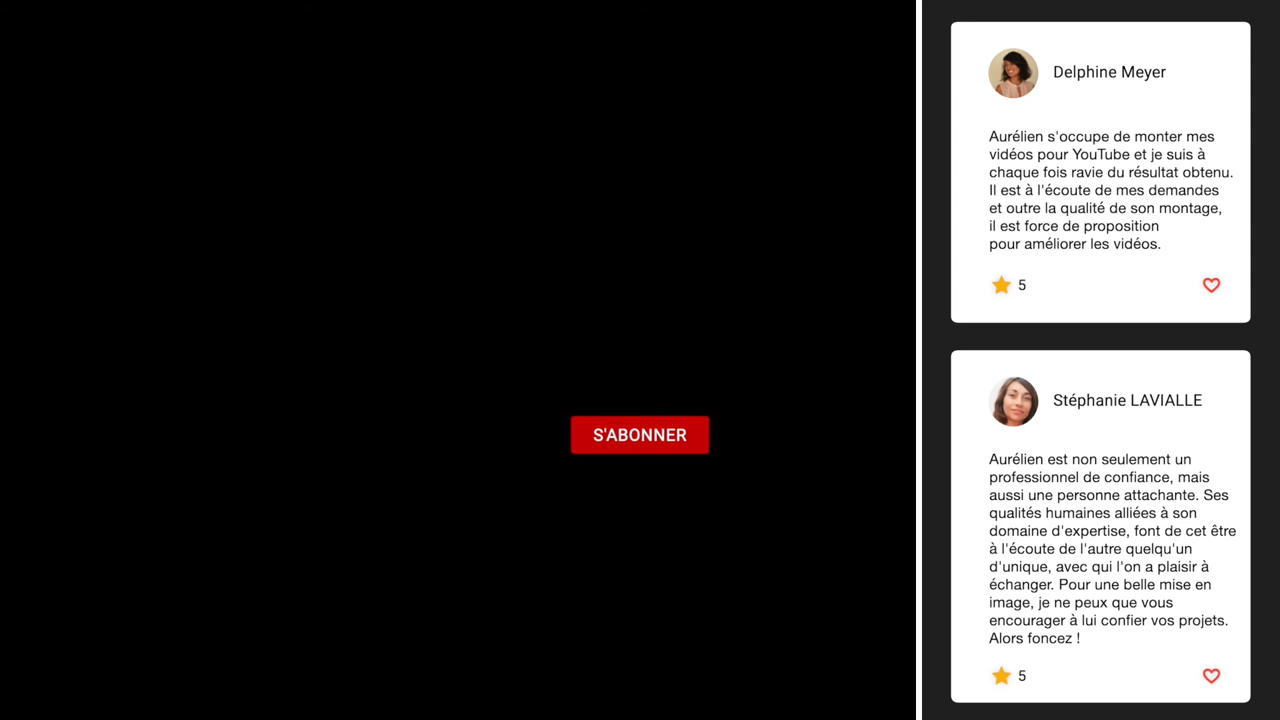 S'ABONNER
Delphine Meyer
Aurélien s'occupe de monter mes
vidéos pour YouTube et je suis à
chaque fois ravie du résultat obtenu.
Il est à l'écoute de mes demandes
et outre la qualité de son montage,
il est force de proposition
pour améliorer les vidéos.
5
Stéphanie LAVIALLE
Aurélien est non seulement un
professionnel de confiance, mais
aussi une personne attachante. Ses
qualités humaines alliées à son
domaine d'expertise, font de cet être
à l'écoute de l'autre quelqu'un
d'unique, avec qui l'on a plaisir à
échanger. Pour une belle mise en
image, je ne peux que vous
encourager à lui confier vos projets.
Alors foncez !
5